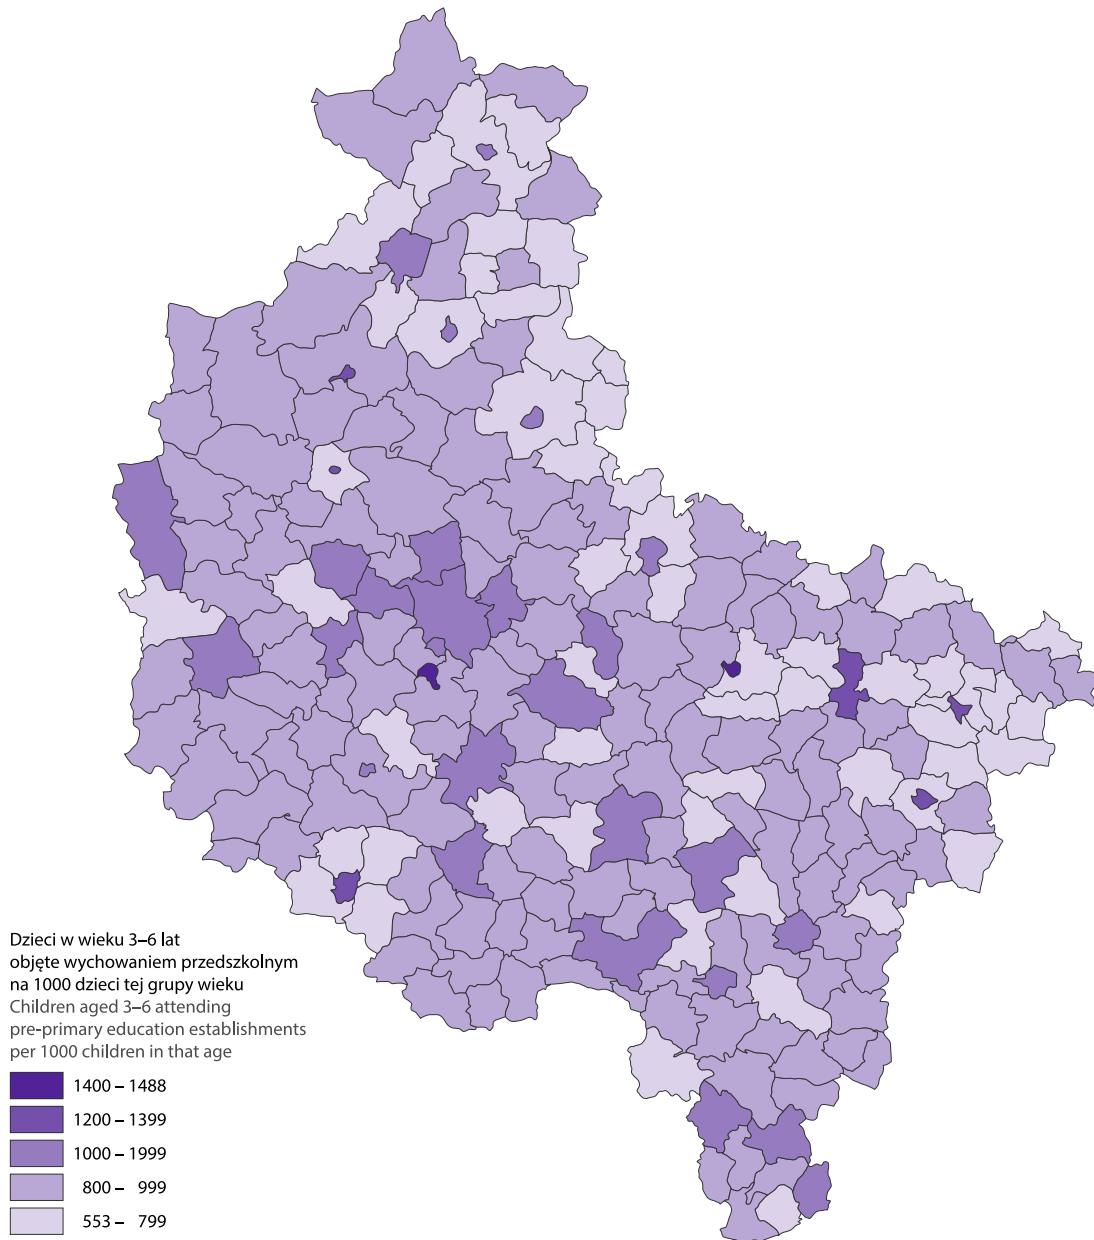 Dzieci w wieku 3–6 lat
objęte wychowaniem przedszkolnym
na 1000 dzieci tej grupy wieku
Children aged 3–6 attending
pre-primary education establishments
per 1000 children in that age
1400 – 1488
1200 – 1399
1000 – 1999
800 – 999
553 – 799